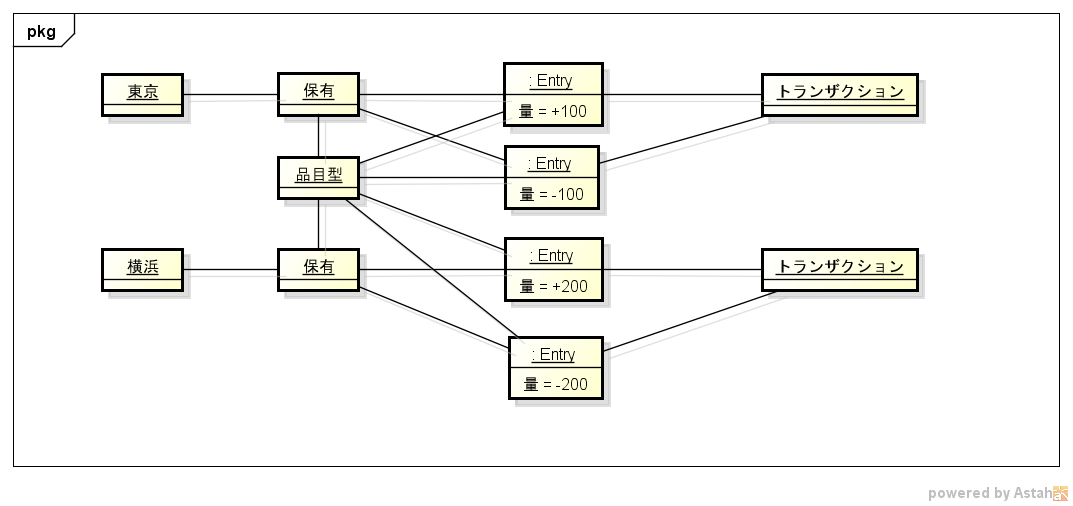 pkg
東京
保有
: Entry
量 = +100
トランザクション
品目型
: Entry
量 = -100
横浜
保有
: Entry
量 = +200
トランザクション
: Entry
量 = -200
powered by Astah